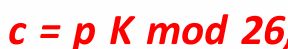 c = p K mod 26,